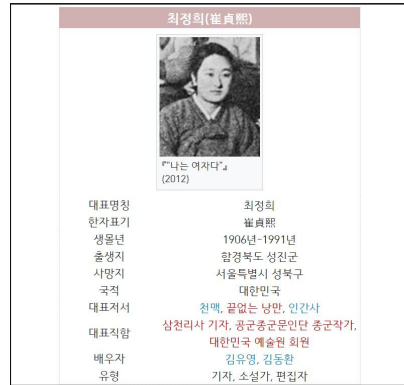 최정희(崔貞熙)
『"나는 여자다"』
(2012)
대표명칭 최정희
한자표기 崔貞熙
생몰년 1906년-1991년
출생지 함경북도 성진군
사망지 서울특별시 성북구
국적 대한민국
대표저서 천맥, 끝없는 낭만, 인간사
대표직함 삼천리사 기자, 공군종군문인단 종군작가,
대한민국 예술원 회원
배우자 김유영, 김동환
유형 기자, 소설가, 편집자